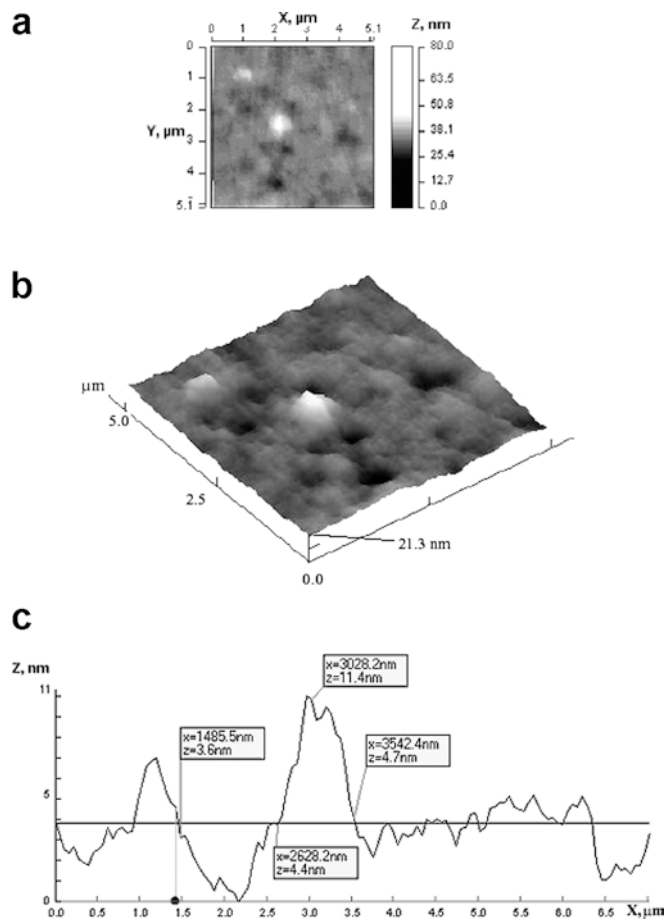 a
X, µm
0 1 2 3 4 5.1
Z, nm
0
1
2
3
4
5.1
Y, µm
80.0
63.5
50.8
38.1
25.4
12.7
0.0
b
µm
5.0
2.5
21.3 nm
0.0
c
Z, nm
11
5
0
x=3028.2nm
z=11.4nm
x=1485.5nm
z=3.6nm
x=3542.4nm
z=4.7nm
x=2628.2nm
z=4.4nm
0.0 0.5 1.0 1.5 2.0 2.5 3.0 3.5 4.0 4.5 5.0 5.5 6.0 6.5 X, µm